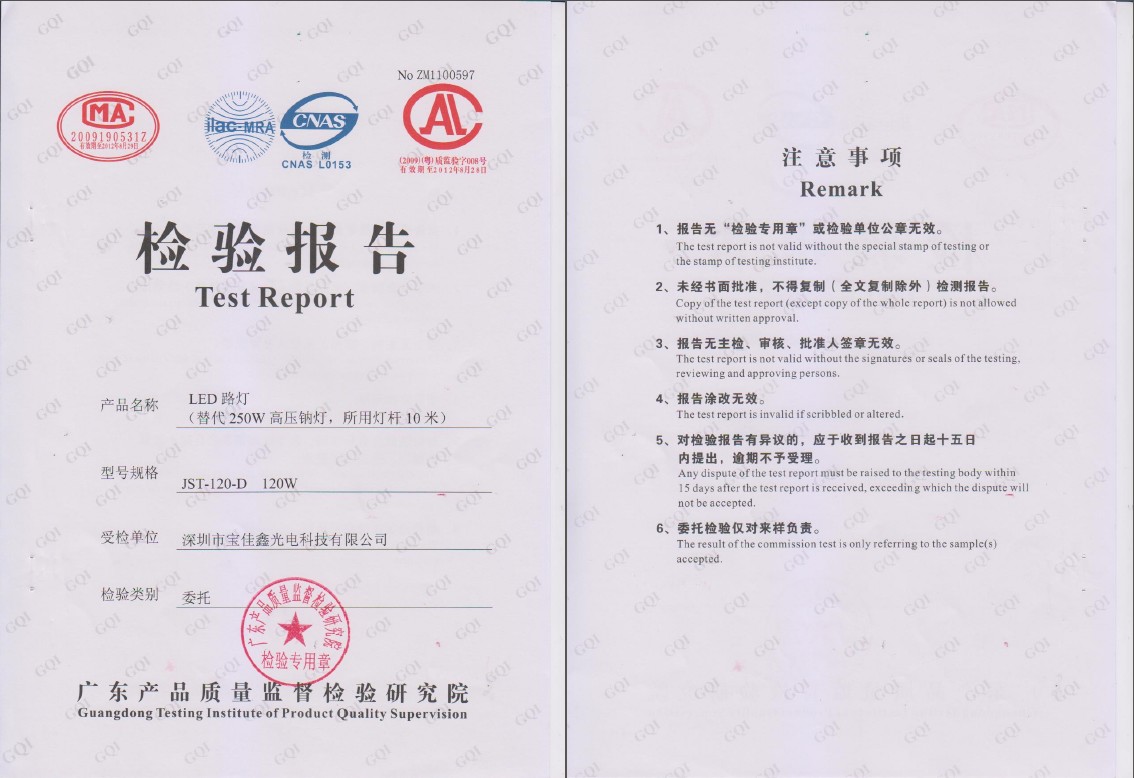 No ZM1100597
CMA
2009190531Z
有效期至2012年8月29日
ilac-MRA
CNAS
检 测
CNAS L0153
CAL
(2009)(粤)质监验字008号
有效期至2012年8月28日
检验报告
Test Report
产品名称
LED 路灯
（替代 250W 高压钠灯，所用灯杆 10 米）
型号规格
JST-120-D 120W
受检单位
深圳市宝佳鑫光电科技有限公司
检验类别
委托
广东产品质量监督检验研究院
检验专用章
广东产品质量监督检验研究院
Guangdong Testing Institute of Product Quality Supervision
注意事项
Remark
1、报告无“检验专用章”或检验单位公章无效。
The test report is not valid without the special stamp of testing or
the stamp of testing institute.
2、未经书面批准，不得复制（全文复制除外）检测报告。
Copy of the test report (except copy of the whole report) is not allowed
without written approval.
3、报告无主检、审核、批准人签章无效。
The test report is not valid without the signatures or seals of the testing,
reviewing and approving persons.
4、报告涂改无效。
The test report is invalid if scribbled or altered.
5、对检验报告有异议的，应于收到报告之日起十五日
内提出，逾期不予受理。
Any dispute of the test report must be raised to the testing body within
15 days after the test report is received, exceeding which the dispute will
not be accepted.
6、委托检验仅对来样负责。
The result of the commission test is only referring to the sample(s)
accepted.
GQI